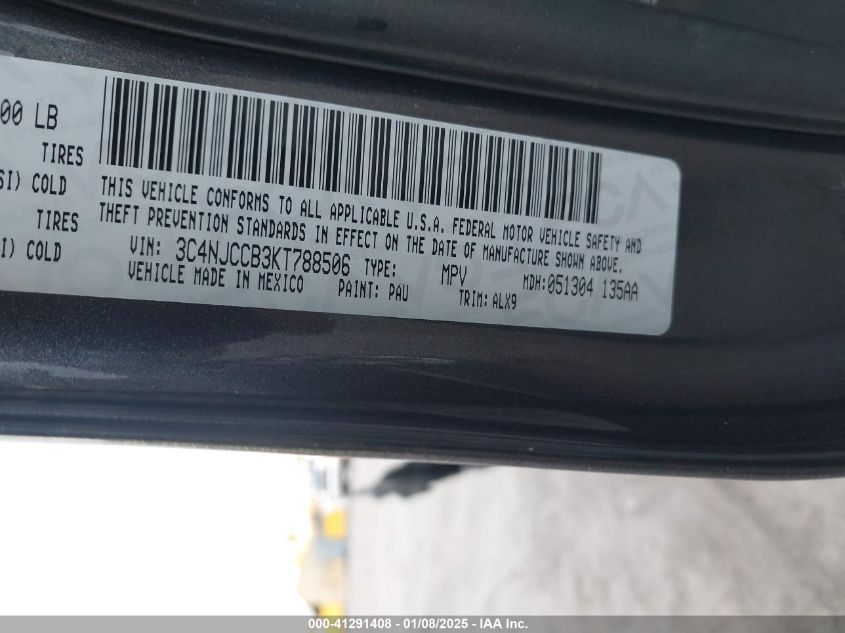 00 LB
TIRES
SI) COLD
TIRES
I) COLD
THIS VEHICLE CONFORMS TO ALL APPLICABLE U.S.A. FEDERAL MOTOR VEHICLE SAFETY AND
THEFT PREVENTION STANDARDS IN EFFECT ON THE DATE OF MANUFACTURE SHOWN ABOVE.
VIN: 3C4NJCCB3KT788506 TYPE: MPV MDH:051304 135AA
VEHICLE MADE IN MEXICO PAINT: PAU TRIM: ALX9
000-41291408 - 01/08/2025 - IAA Inc.